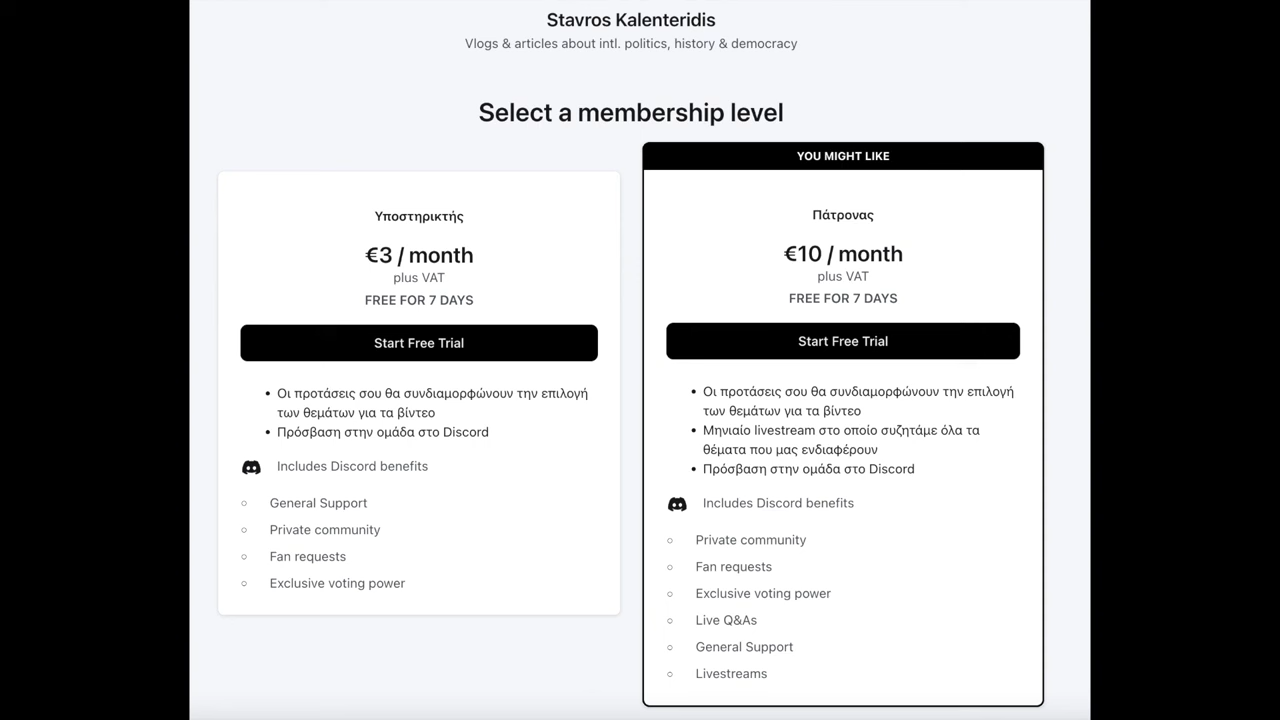 Stavros Kalenteridis
Vlogs & articles about intl. politics, history & democracy
Select a membership level
Υποστηρικτής
€3 / month
plus VAT
FREE FOR 7 DAYS
Start Free Trial
• Οι προτάσεις σου θα συνδιαμορφώνουν την επιλογή
των θεμάτων για τα βίντεο
• Πρόσβαση στην ομάδα στο Discord
Includes Discord benefits
General Support
Private community
Fan requests
Exclusive voting power
YOU MIGHT LIKE
Πάτρονας
€10 / month
plus VAT
FREE FOR 7 DAYS
Start Free Trial
• Οι προτάσεις σου θα συνδιαμορφώνουν την επιλογή
των θεμάτων για τα βίντεο
• Μηνιαίο livestream στο οποίο συζητάμε όλα τα
θέματα που μας ενδιαφέρουν
• Πρόσβαση στην ομάδα στο Discord
Includes Discord benefits
Private community
Fan requests
Exclusive voting power
Live Q&As
General Support
Livestreams